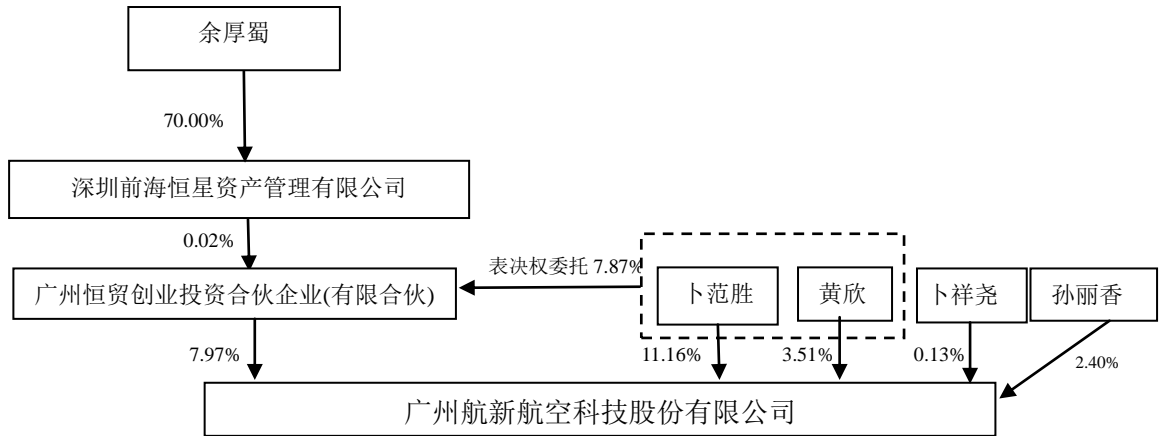 余厚蜀
70.00%
深圳前海恒星资产管理有限公司
0.02%
广州恒贸创业投资合伙企业(有限合伙)
表决权委托 7.87%
卜范胜
黄欣
卜祥尧
孙丽香
7.97%
11.16%
3.51%
0.13%
2.40%
广州航新航空科技股份有限公司